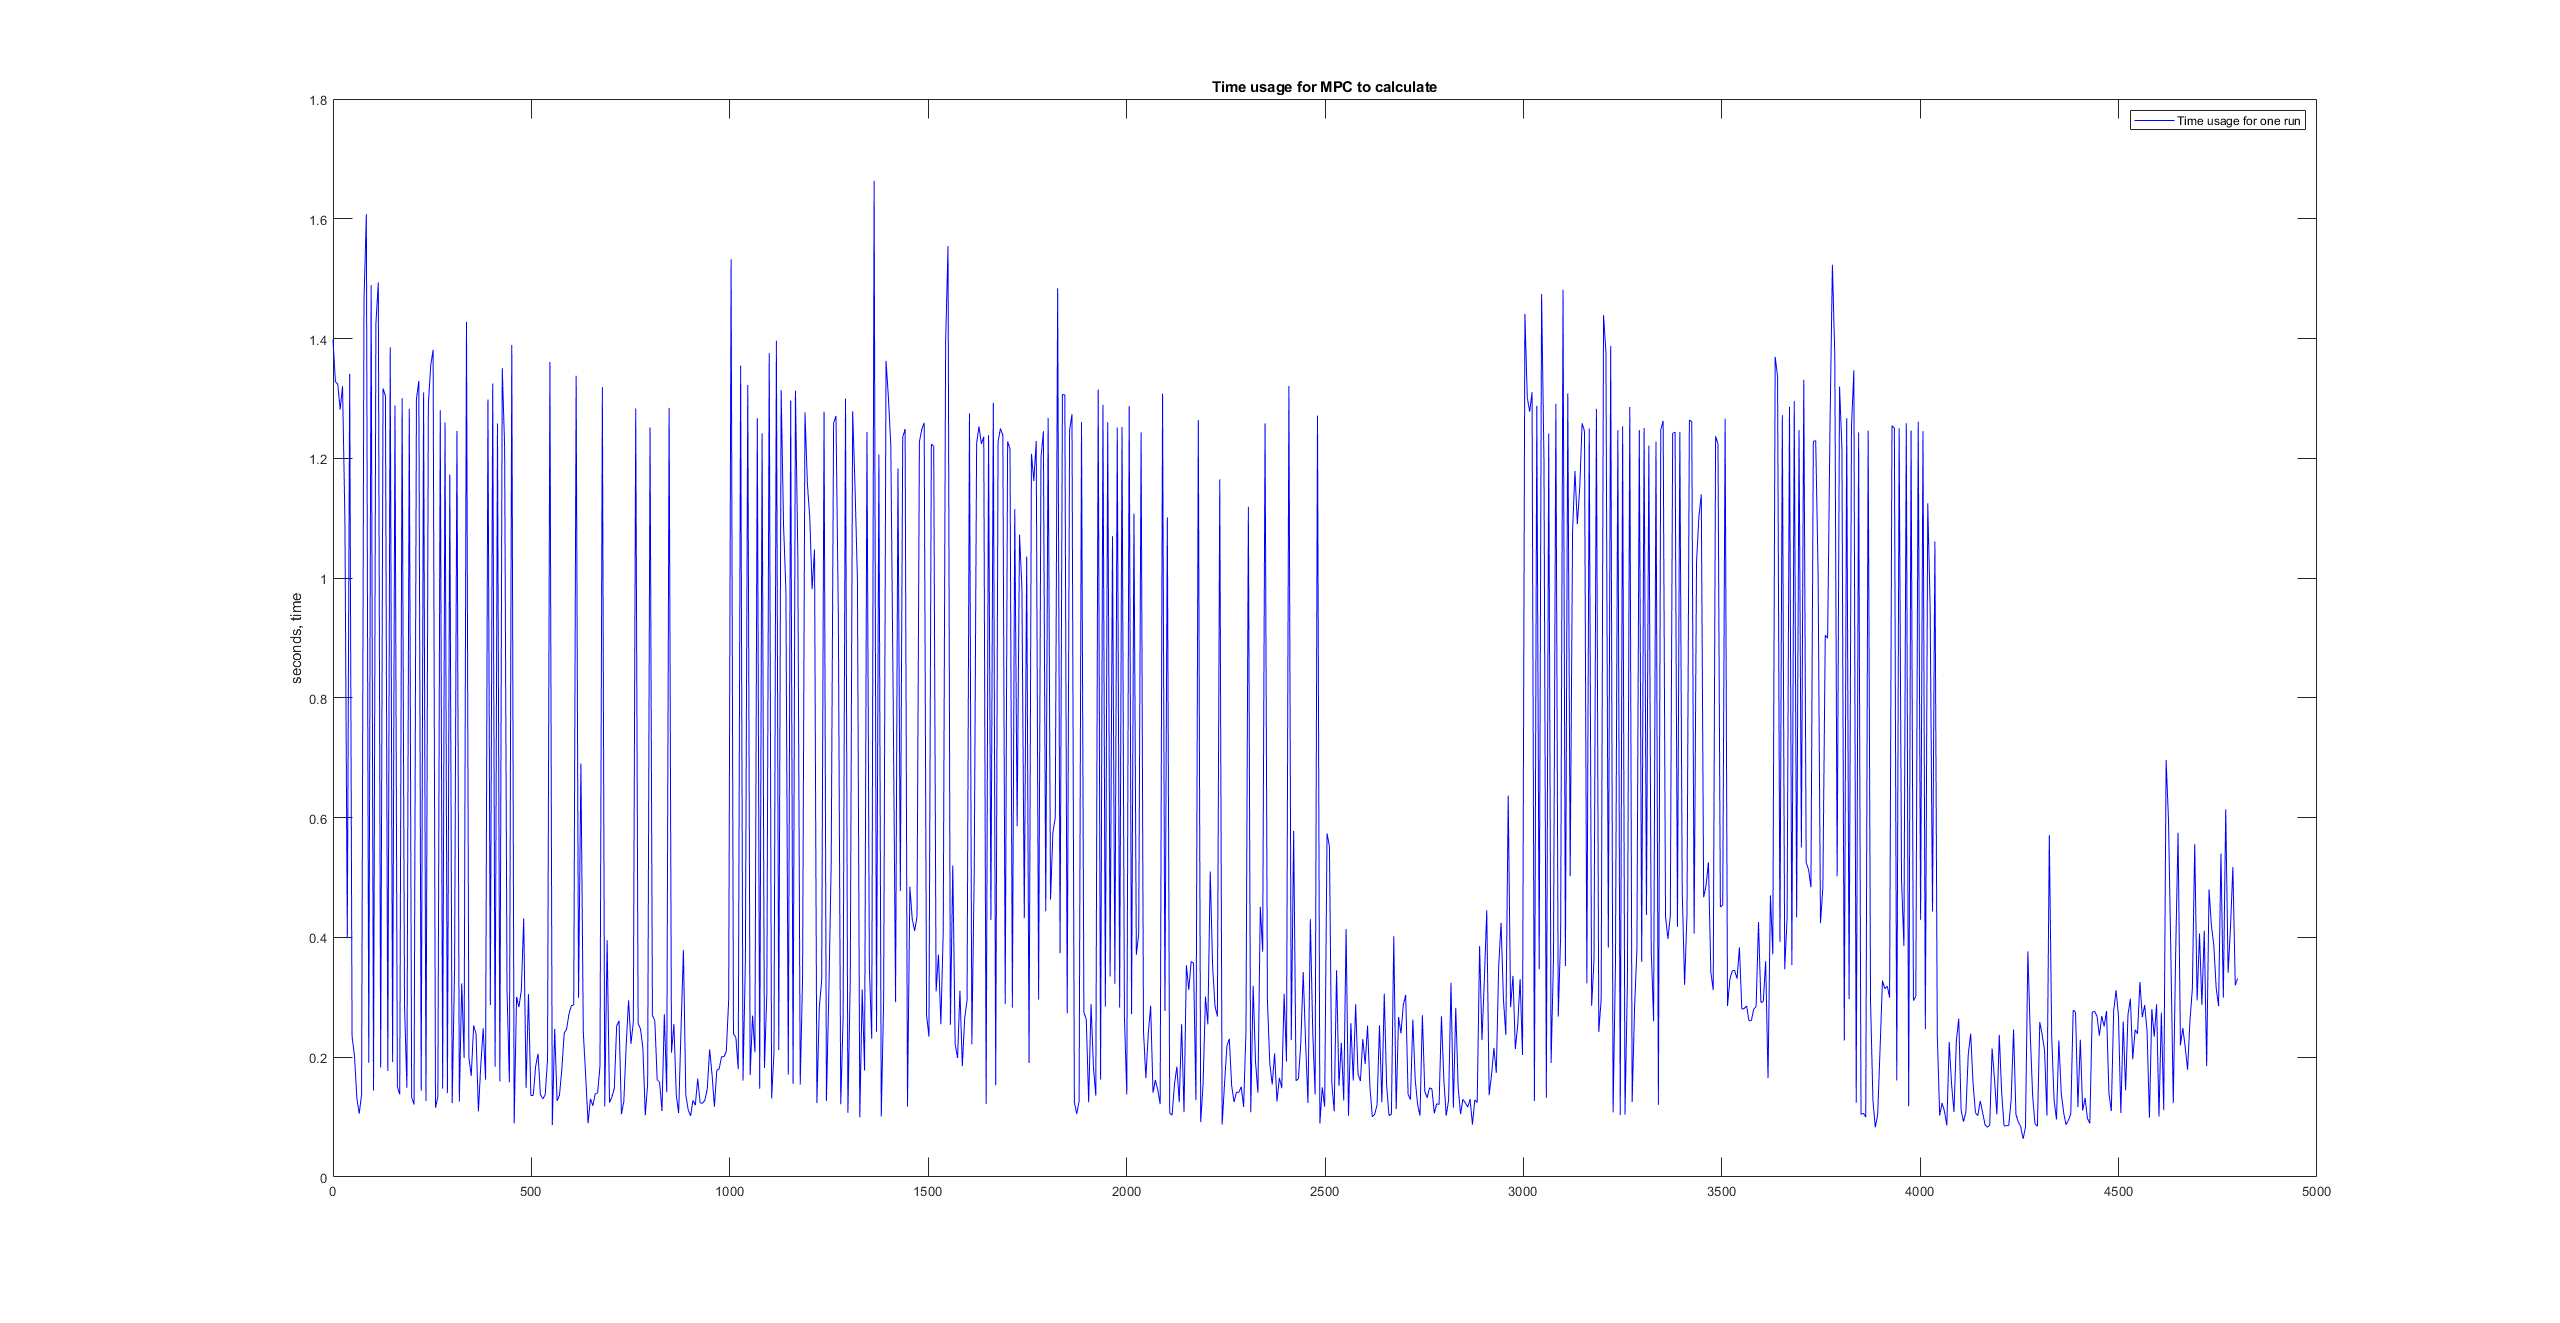 Time usage for MPC to calculate
Time usage for one run
seconds, time
1.8
1.6
1.4
1.2
1
0.8
0.6
0.4
0.2
0
0 500 1000 1500 2000 2500 3000 3500 4000 4500 5000